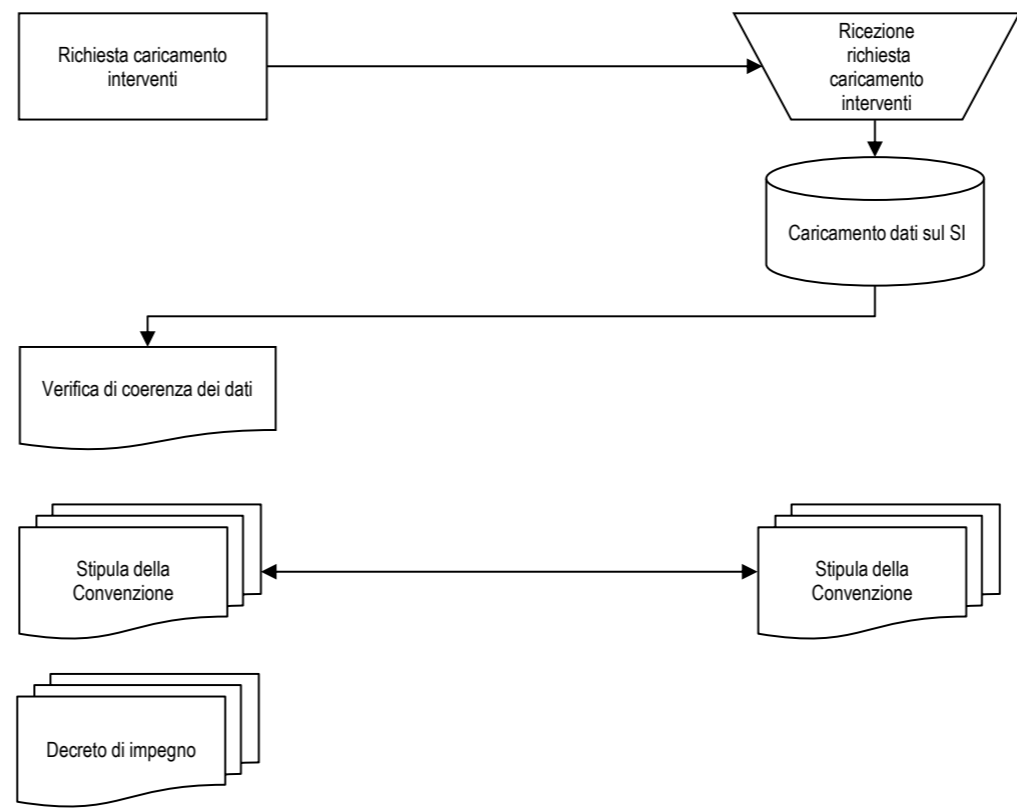 Richiesta caricamento
interventi
Ricezione
richiesta
caricamento
interventi
Caricamento dati sul SI
Verifica di coerenza dei dati
Stipula della
Convenzione
Stipula della
Convenzione
Decreto di impegno